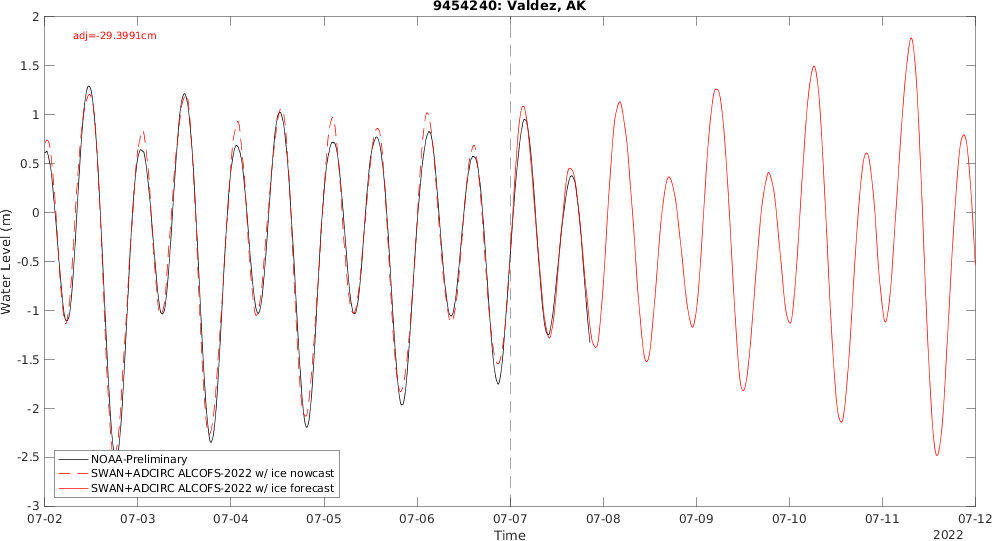 9454240: Valdez, AK
adj=-29.3991cm
2
1.5
1
0.5
0
-0.5
-1
-1.5
-2
-2.5
-3
Water Level (m)
NOAA-Preliminary
SWAN+ADCIRC ALCOFS-2022 w/ ice nowcast
SWAN+ADCIRC ALCOFS-2022 w/ ice forecast
07-02 07-03 07-04 07-05 07-06 07-07 07-08 07-09 07-10 07-11 07-12
Time
2022